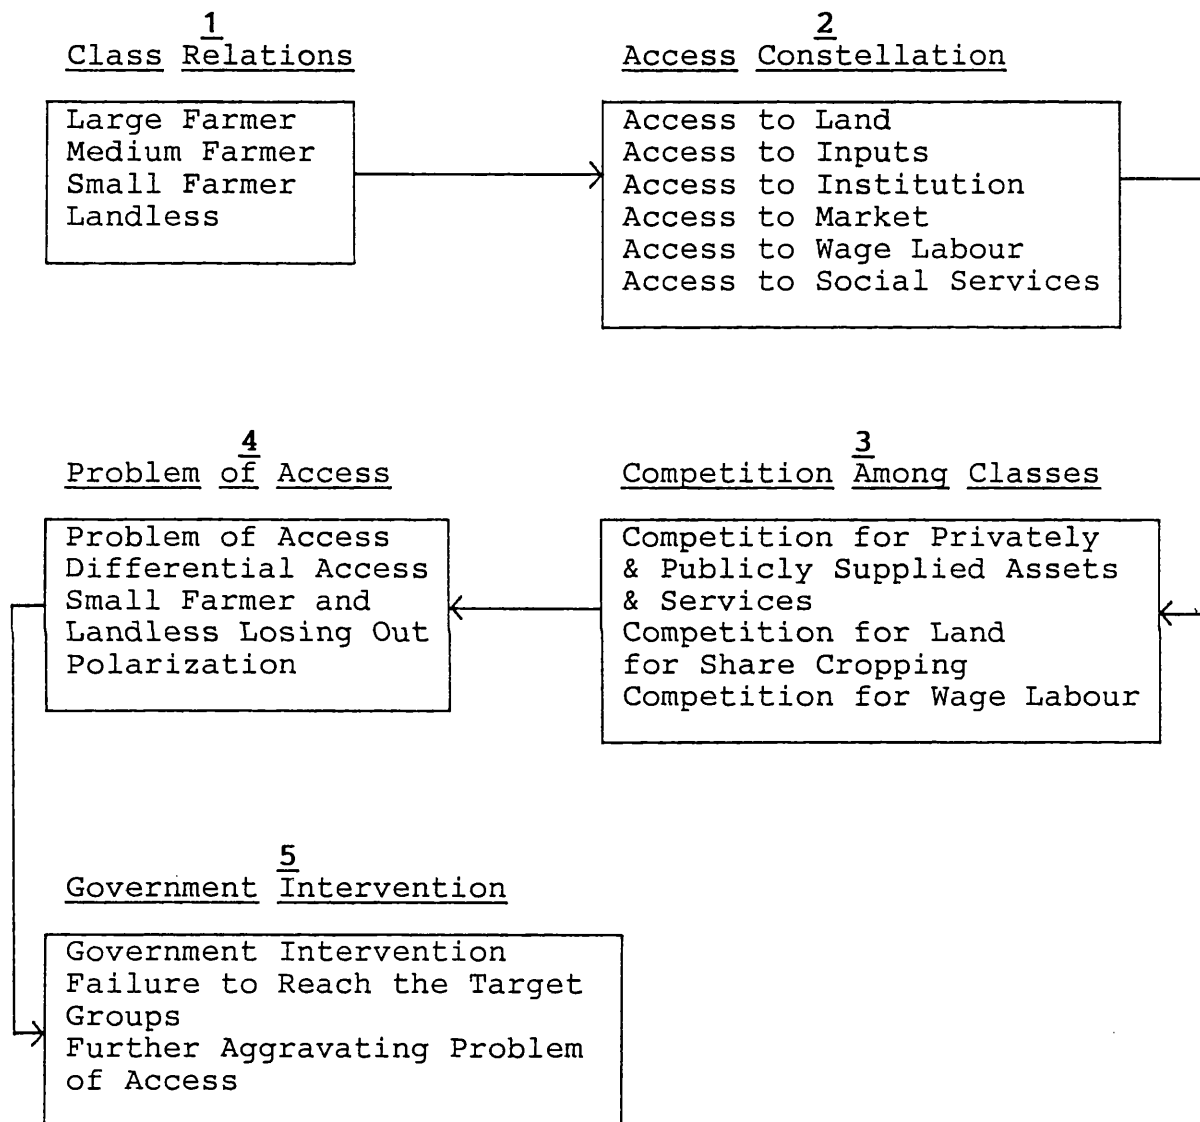 1
Class Relations
Large Farmer
Medium Farmer
Small Farmer
Landless
2
Access Constellation
Access to Land
Access to Inputs
Access to Institution
Access to Market
Access to Wage Labour
Access to Social Services
3
Competition Among Classes
Competition for Privately
& Publicly Supplied Assets
& Services
Competition for Land
for Share Cropping
Competition for Wage Labour
4
Problem of Access
Problem of Access
Differential Access
Small Farmer and
Landless Losing Out
Polarization
5
Government Intervention
Government Intervention
Failure to Reach the Target
Groups
Further Aggravating Problem
of Access